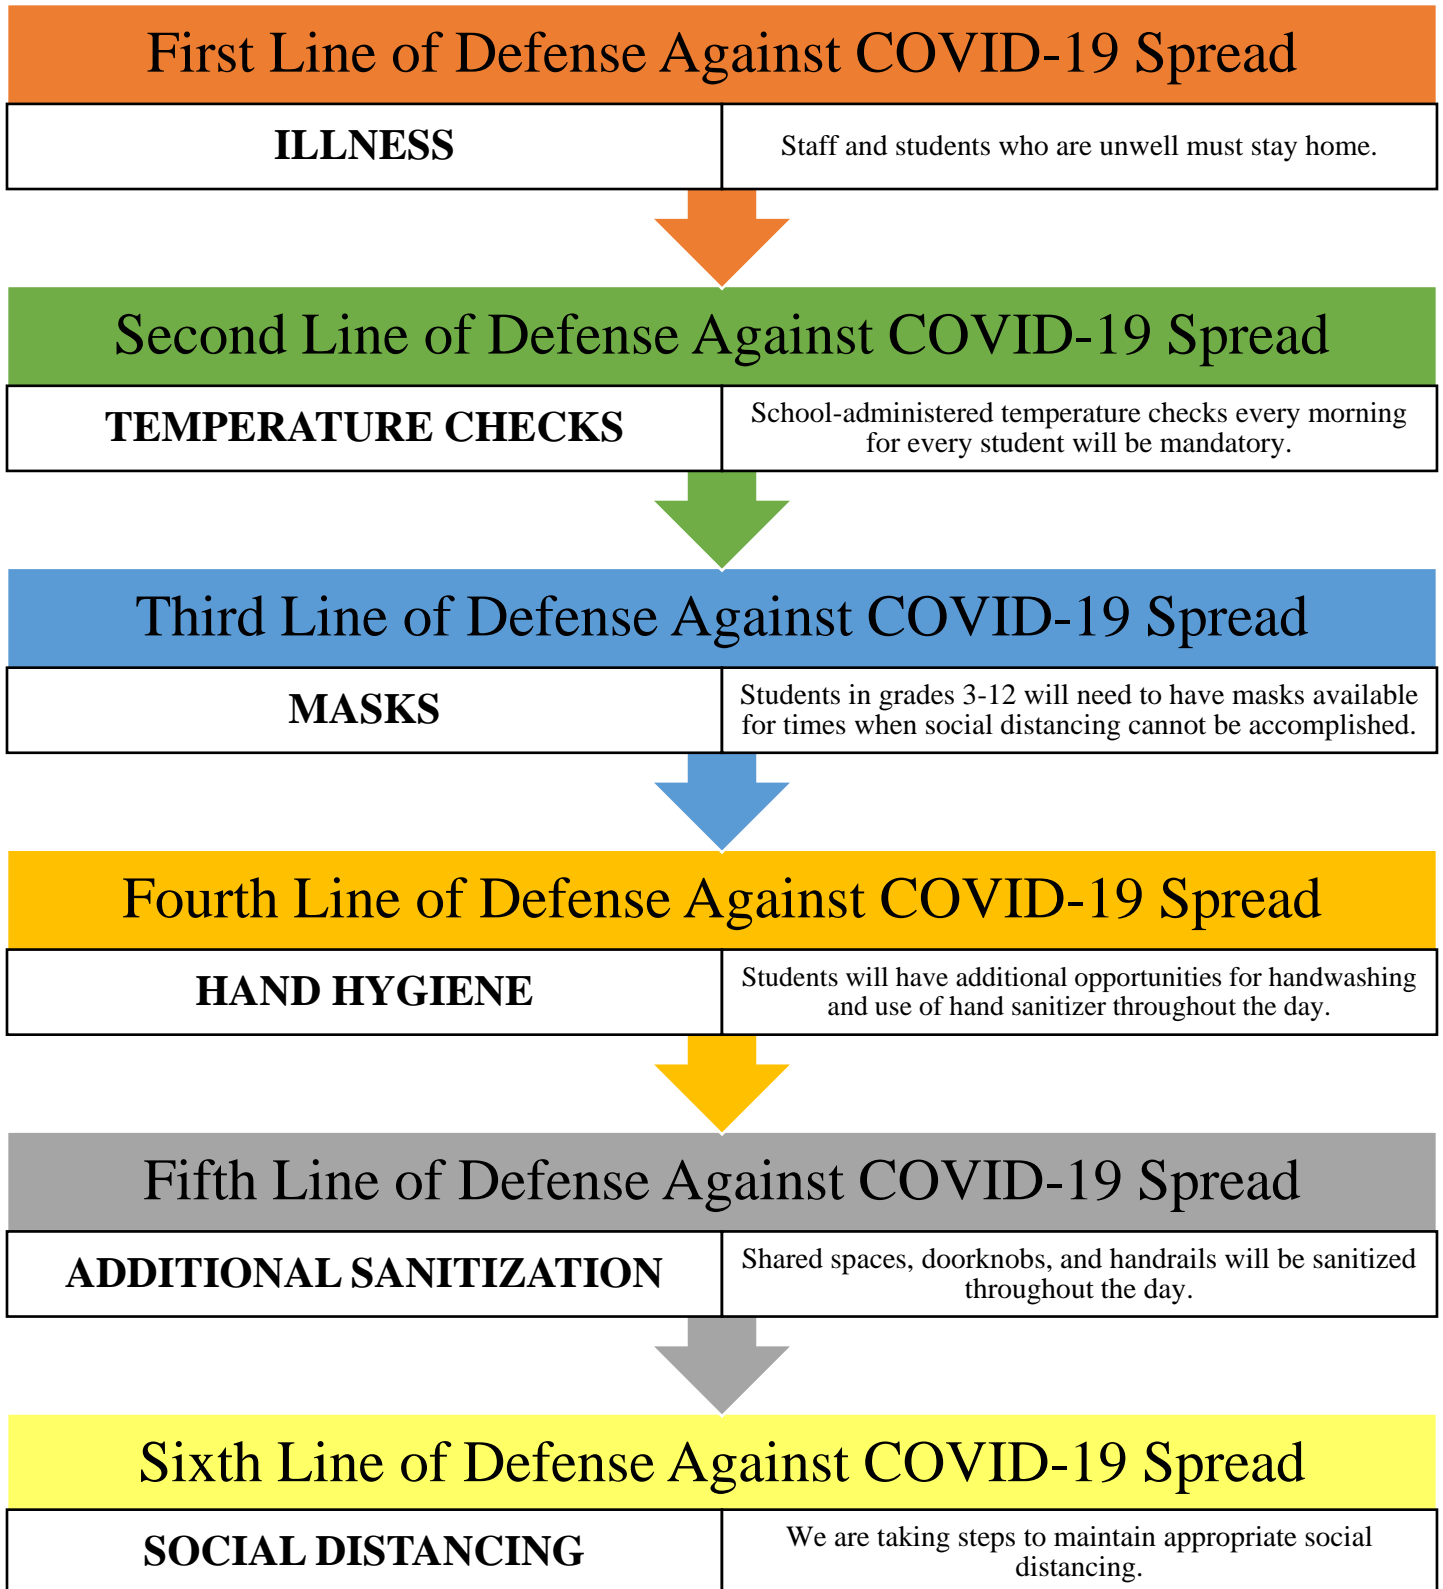 First Line of Defense Against COVID-19 Spread
ILLNESS
Staff and students who are unwell must stay home.
Second Line of Defense Against COVID-19 Spread
TEMPERATURE CHECKS
School-administered temperature checks every morning
for every student will be mandatory.
Third Line of Defense Against COVID-19 Spread
MASKS
Students in grades 3-12 will need to have masks available
for times when social distancing cannot be accomplished.
Fourth Line of Defense Against COVID-19 Spread
HAND HYGIENE
Students will have additional opportunities for handwashing
and use of hand sanitizer throughout the day.
Fifth Line of Defense Against COVID-19 Spread
ADDITIONAL SANITIZATION
Shared spaces, doorknobs, and handrails will be sanitized
throughout the day.
Sixth Line of Defense Against COVID-19 Spread
SOCIAL DISTANCING
We are taking steps to maintain appropriate social
distancing.